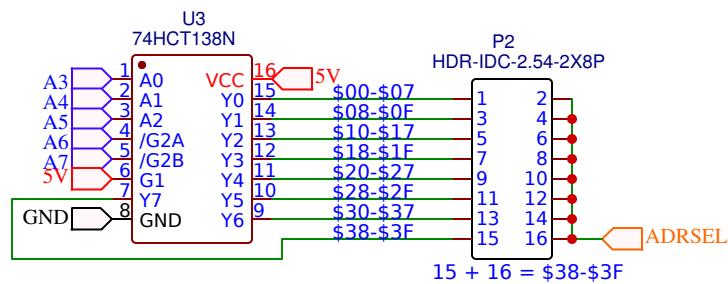 U3
74HCT138N
P2
HDR-IDC-2.54-2X8P
A3 1 A0 VCC 16 5V
A4 2 A1 Y0 15 $00-$07 1 2
A5 3 A2 Y1 14 $08-$0F 3 4
A6 4 /G2A Y2 13 $10-$17 5 6
A7 5 /G2B Y3 12 $18-$1F 7 8
5V 6 G1 Y4 11 $20-$27 9 10
7 Y7 Y5 10 $28-$2F 11 12
GND 8 GND Y6 9 $30-$37 13 14
$38-$3F 15 16 ADRSEL
15 + 16 = $38-$3F